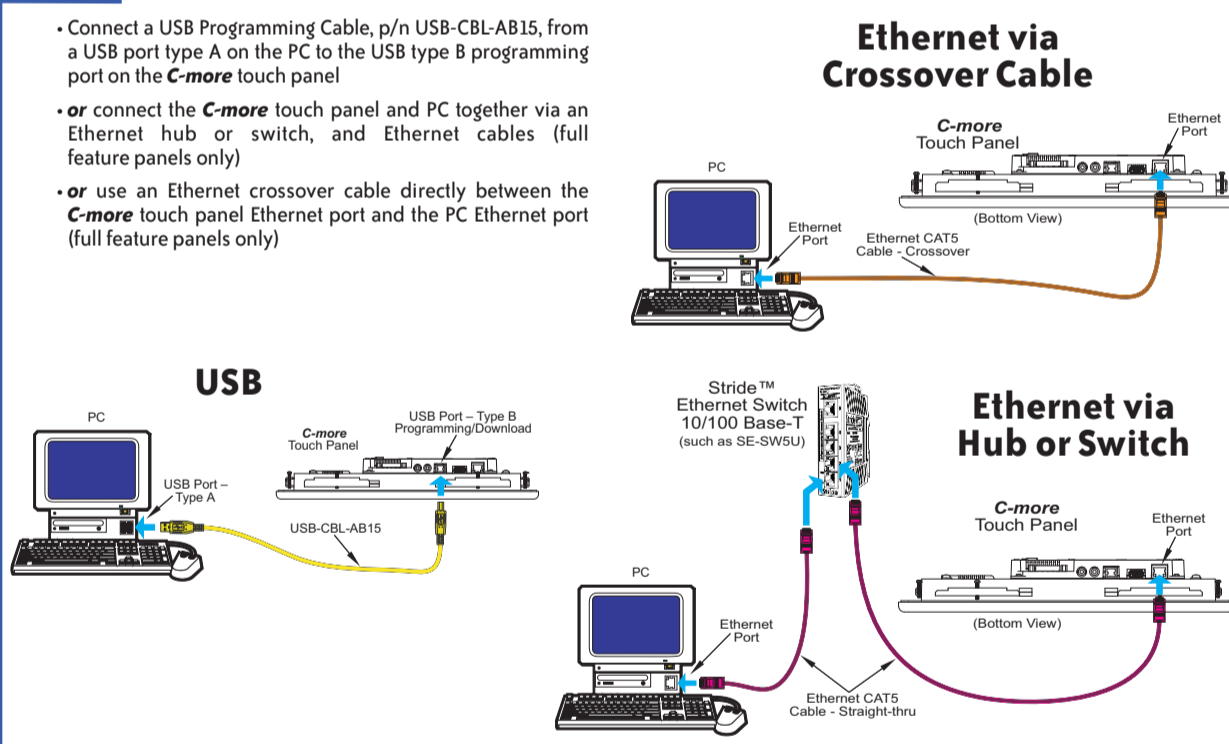 • Connect a USB Programming Cable, p/n USB-CBL-AB15, from
a USB port type A on the PC to the USB type B programming
port on the C-more touch panel
• or connect the C-more touch panel and PC together via an
Ethernet hub or switch, and Ethernet cables (full
feature panels only)
• or use an Ethernet crossover cable directly between the
C-more touch panel Ethernet port and the PC Ethernet port
(full feature panels only)
Ethernet via
Crossover Cable
C-more
Touch Panel
Ethernet
Port
PC
(Bottom View)
Ethernet
Port
Ethernet CAT5
Cable - Crossover
USB
PC
C-more
Touch Panel
USB Port – Type B
Programming/Download
USB Port –
Type A
USB-CBL-AB15
Stride™
Ethernet Switch
10/100 Base-T
(such as SE-SW5U)
Ethernet via
Hub or Switch
C-more
Touch Panel
Ethernet
Port
(Bottom View)
PC
Ethernet
Port
Ethernet CAT5
Cable - Straight-thru